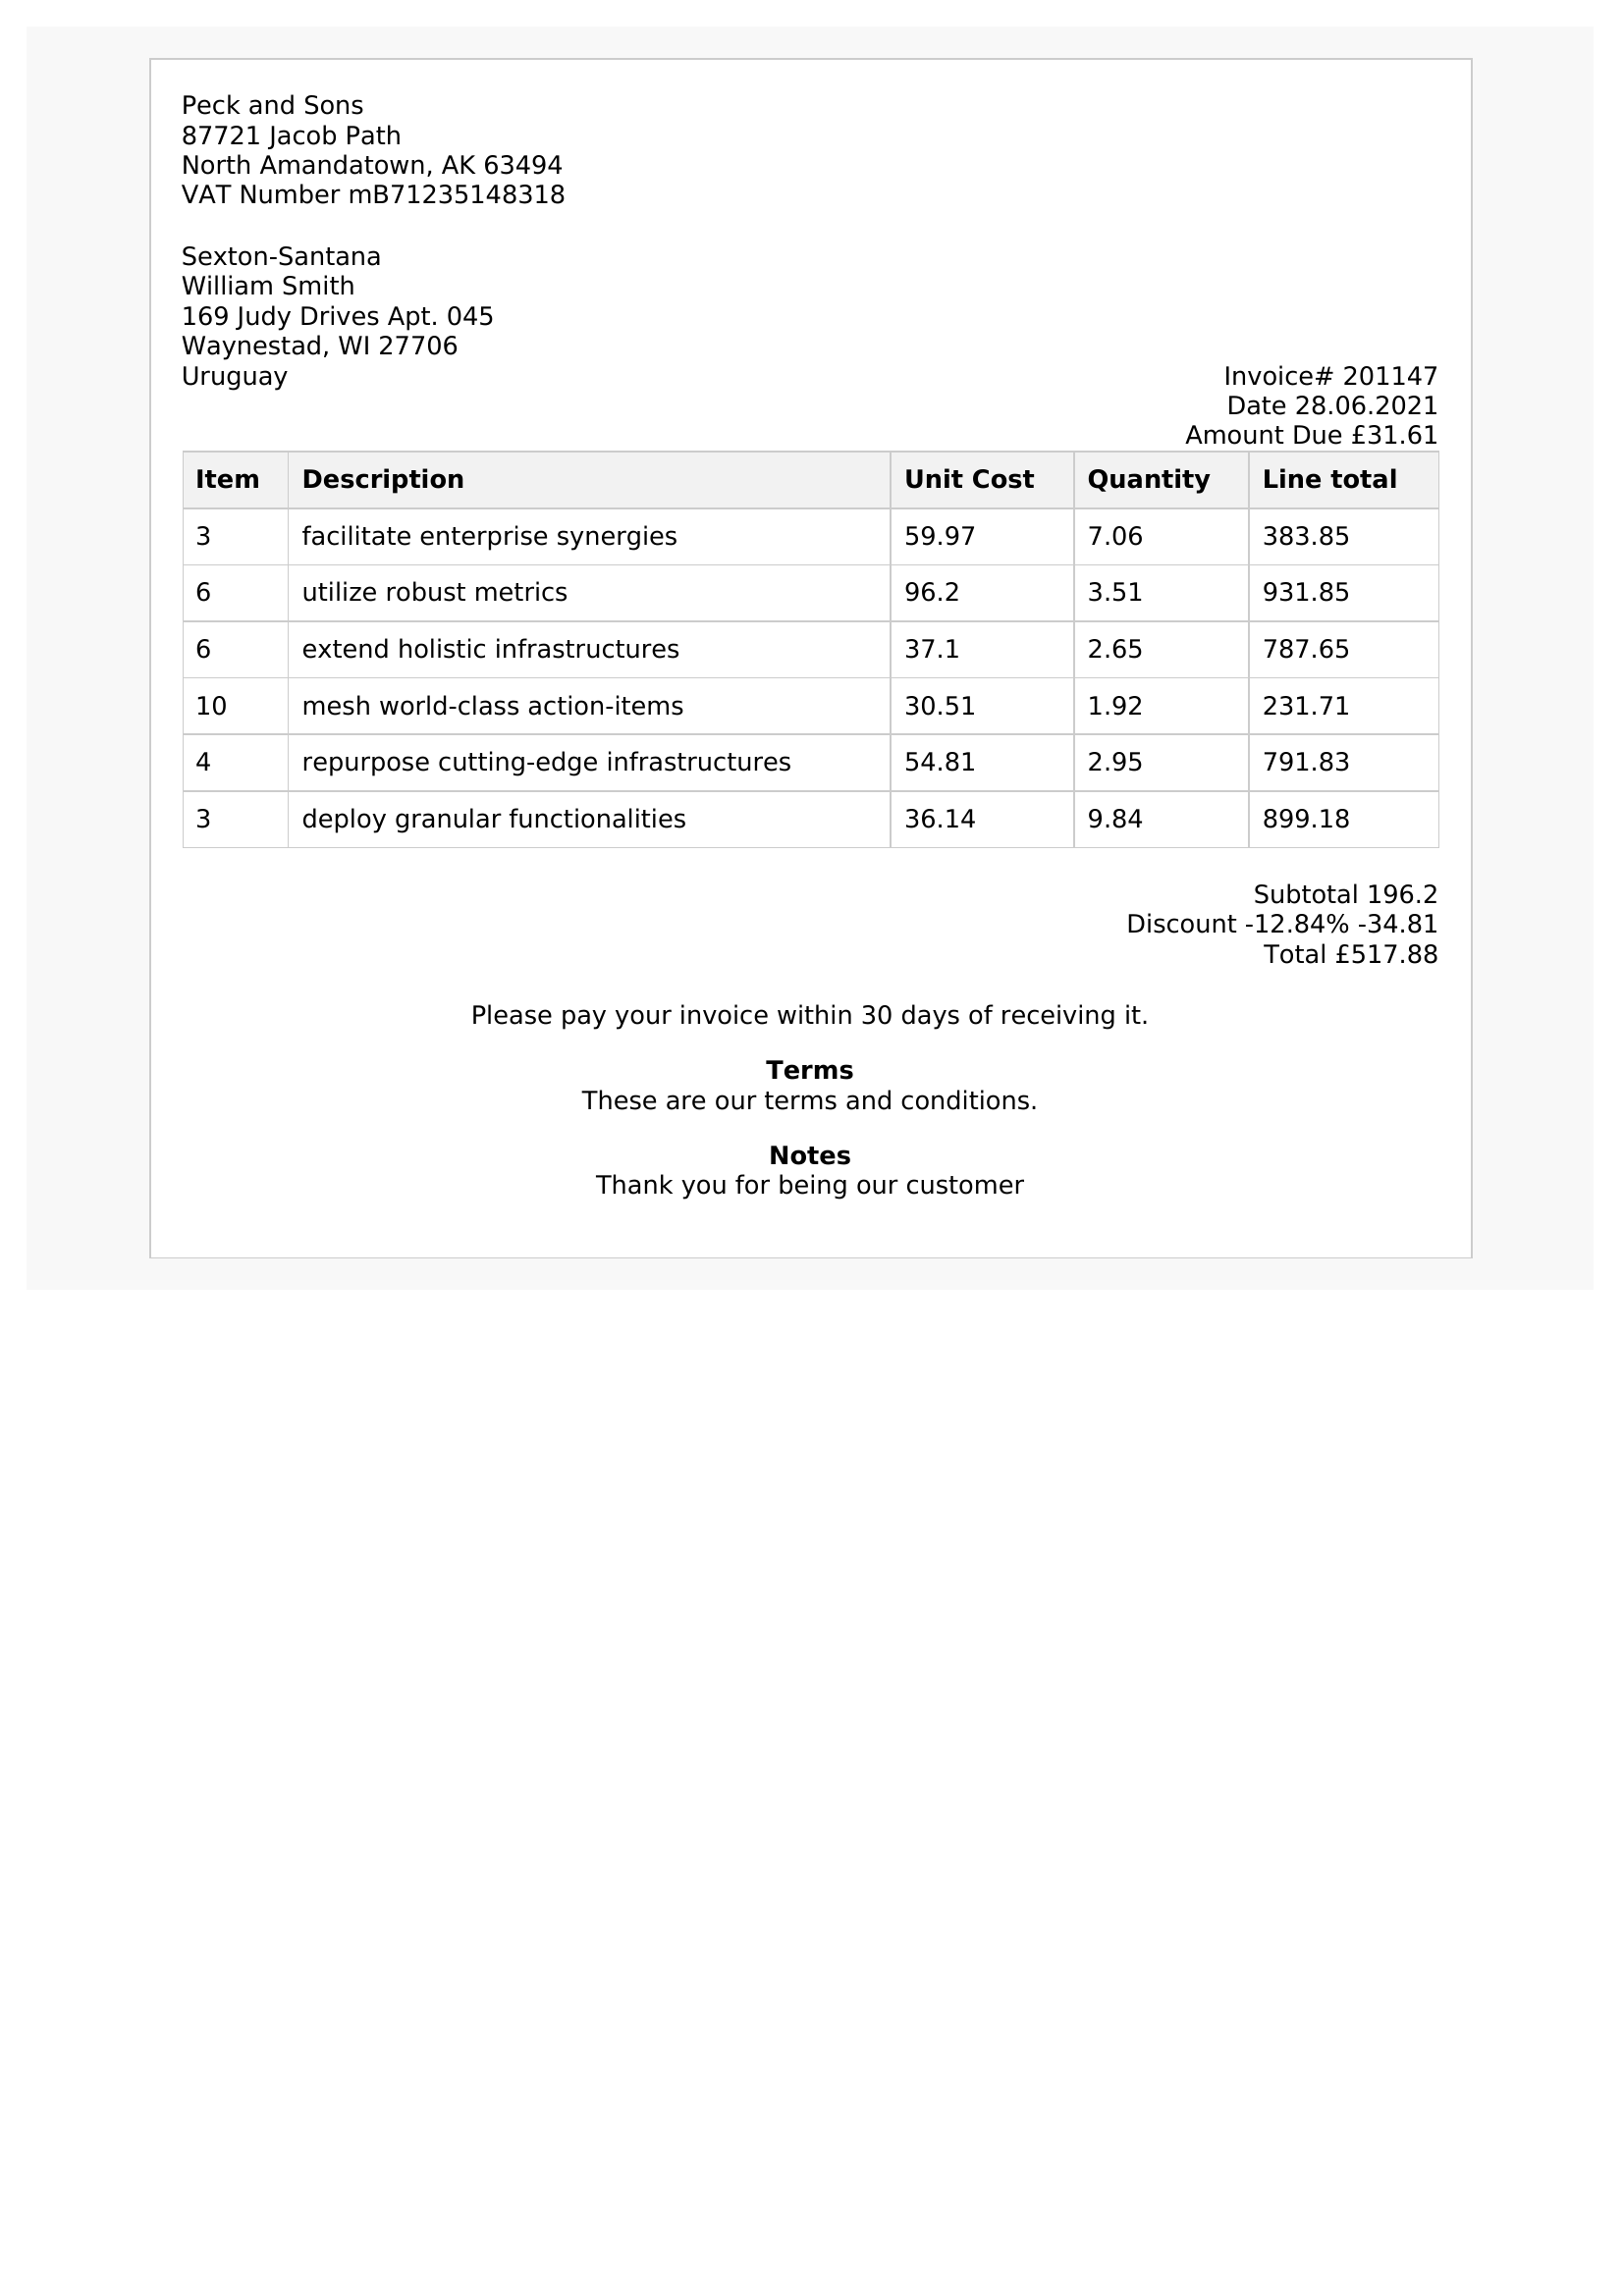 Peck and Sons
87721 Jacob Path
North Amandatown, AK 63494
VAT Number mB71235148318
Sexton-Santana
William Smith
169 Judy Drives Apt. 045
Waynestad, WI 27706
Uruguay
Invoice# 201147
Date 28.06.2021
Amount Due £31.61
Item Description Unit Cost Quantity Line total
3 facilitate enterprise synergies 59.97 7.06 383.85
6 utilize robust metrics 96.2 3.51 931.85
6 extend holistic infrastructures 37.1 2.65 787.65
10 mesh world-class action-items 30.51 1.92 231.71
4 repurpose cutting-edge infrastructures 54.81 2.95 791.83
3 deploy granular functionalities 36.14 9.84 899.18
Subtotal 196.2
Discount -12.84% -34.81
Total £517.88
Please pay your invoice within 30 days of receiving it.
Terms
These are our terms and conditions.
Notes
Thank you for being our customer